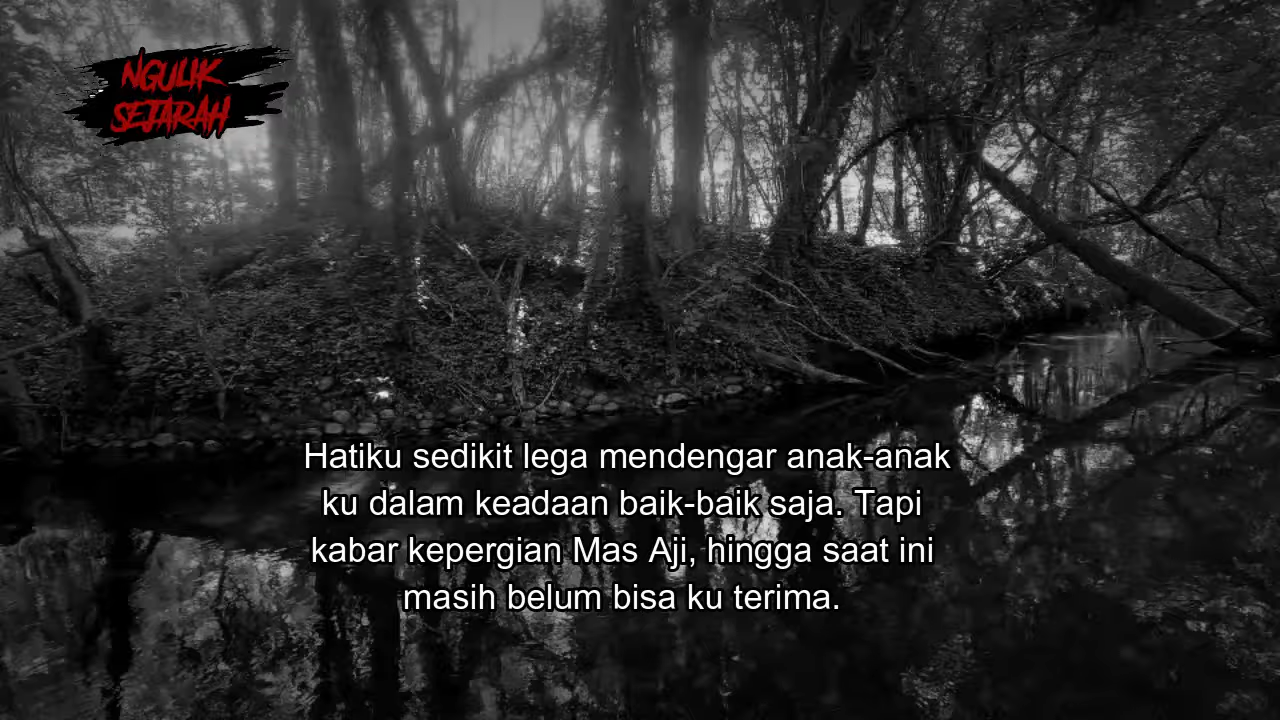 NGULIK
SEJARAH
Hatiku sedikit lega mendengar anak-anak
ku dalam keadaan baik-baik saja. Tapi
kabar kepergian Mas Aji, hingga saat ini
masih belum bisa ku terima.